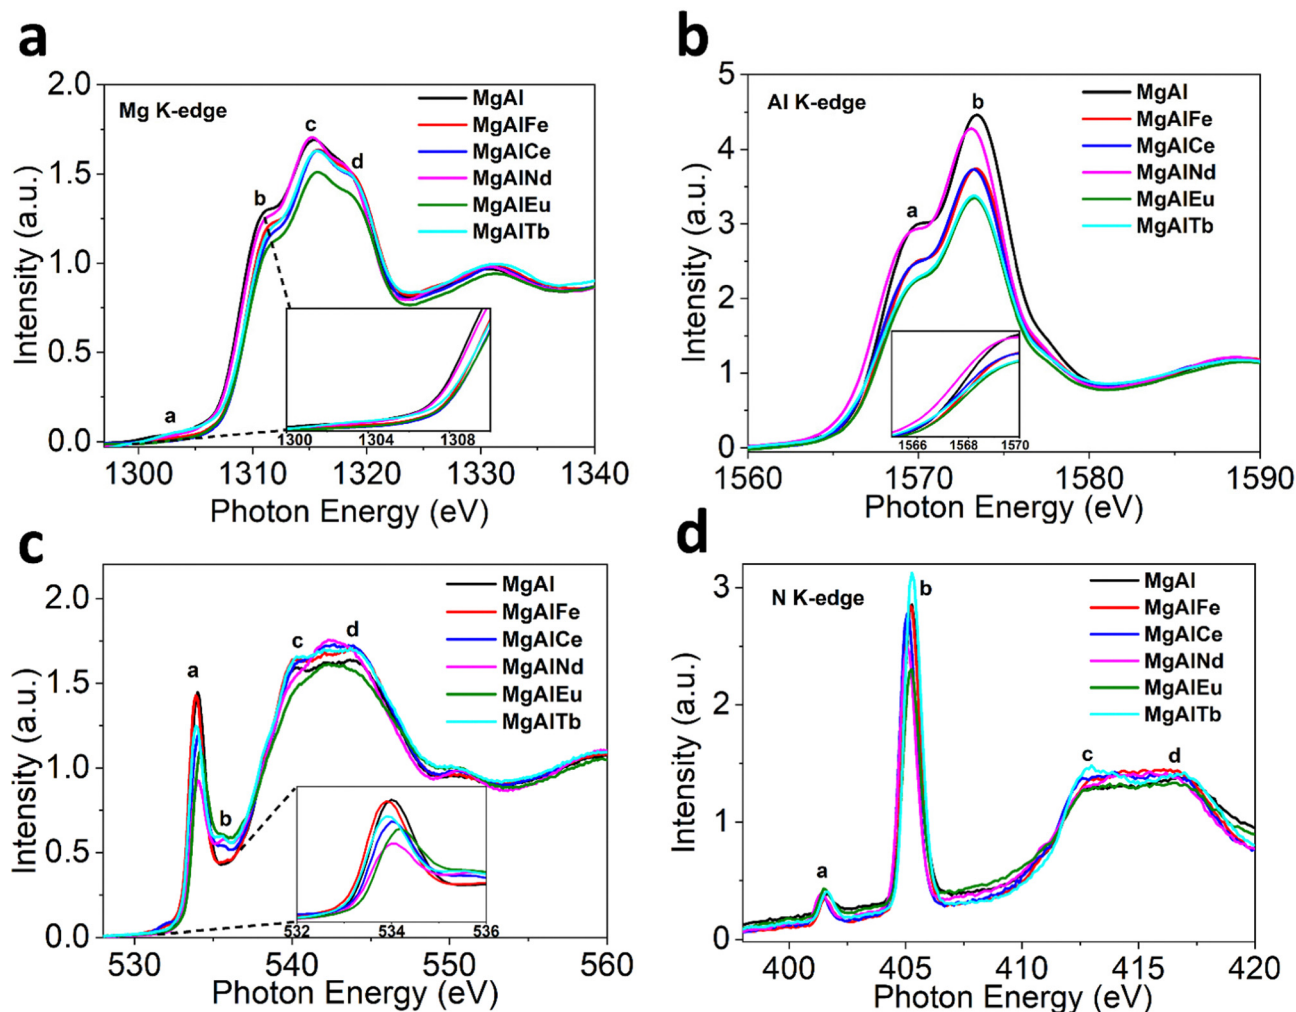 a
2.0
1.5
1.0
0.5
0.0
Intensity (a.u.)
Mg K-edge
MgAl
MgAlFe
MgAlCe
MgAlNd
MgAlEu
MgAlTb
a
b
c
d
1300 1304 1308
1300 1310 1320 1330 1340
Photon Energy (eV)
b
5
4
3
2
1
0
Intensity (a.u.)
Al K-edge
MgAl
MgAlFe
MgAlCe
MgAlNd
MgAlEu
MgAlTb
a
b
1566 1568 1570
1560 1570 1580 1590
Photon Energy (eV)
c
2.0
1.5
1.0
0.5
0.0
Intensity (a.u.)
MgAl
MgAlFe
MgAlCe
MgAlNd
MgAlEu
MgAlTb
a
b
c
d
532 534 536
530 540 550 560
Photon Energy (eV)
d
3
2
1
0
Intensity (a.u.)
N K-edge
MgAl
MgAlFe
MgAlCe
MgAlNd
MgAlEu
MgAlTb
a
b
c
d
400 405 410 415 420
Photon Energy (eV)